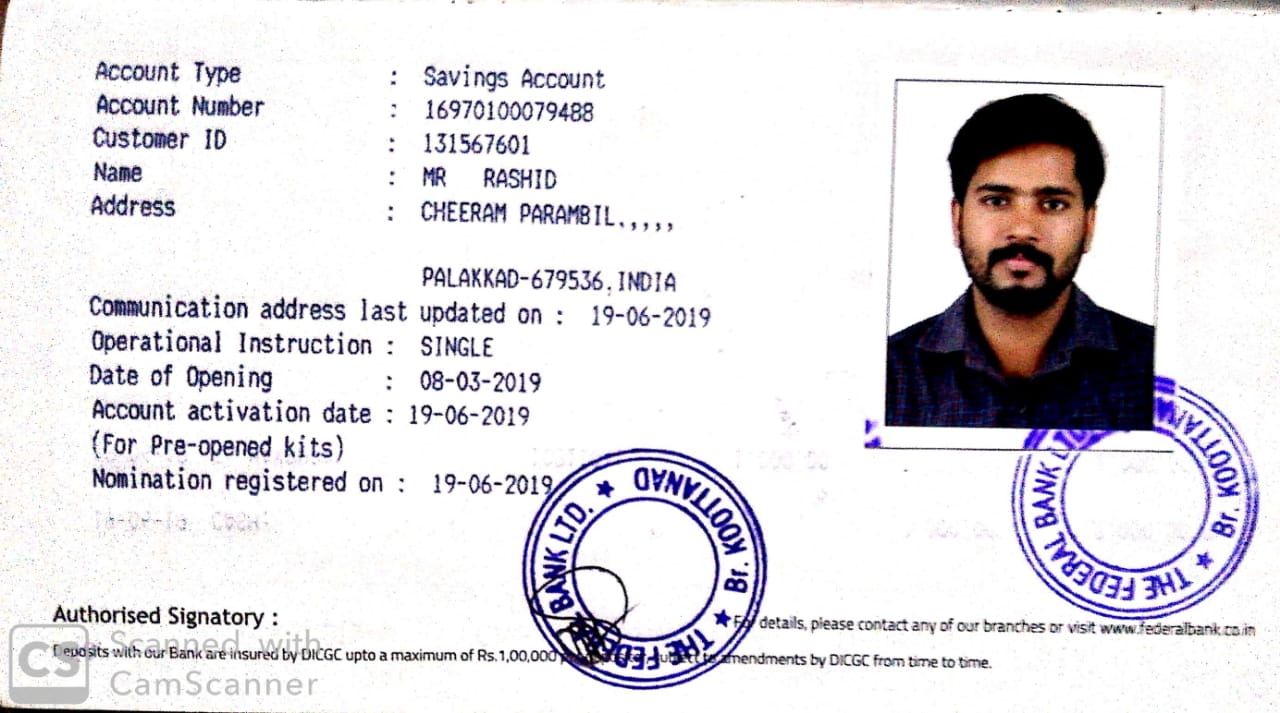 Account Type : Savings Account
Account Number : 16970100079488
Customer ID : 131567601
Name : MR RASHID
Address : CHEERAM PARAMBIL.,,,,
PALAKKAD-679536,INDIA
Communication address last updated on : 19-06-2019
Operational Instruction : SINGLE
Date of Opening : 08-03-2019
Account activation date : 19-06-2019
(For Pre-opened kits)
Nomination registered on : 19-06-2019
THE FEDERAL BANK LTD. ★ Br. KOOTTANAD ★
THE FEDERAL BANK LTD. Br. KOOTTANAD ★
Authorised Signatory :
For details, please contact any of our branches or visit www.federalbank.co.in
Deposits with our Bank are insured by DICGC upto a maximum of Rs.1,00,000 subject to amendments by DICGC from time to time.
CS Scanned with
CamScanner